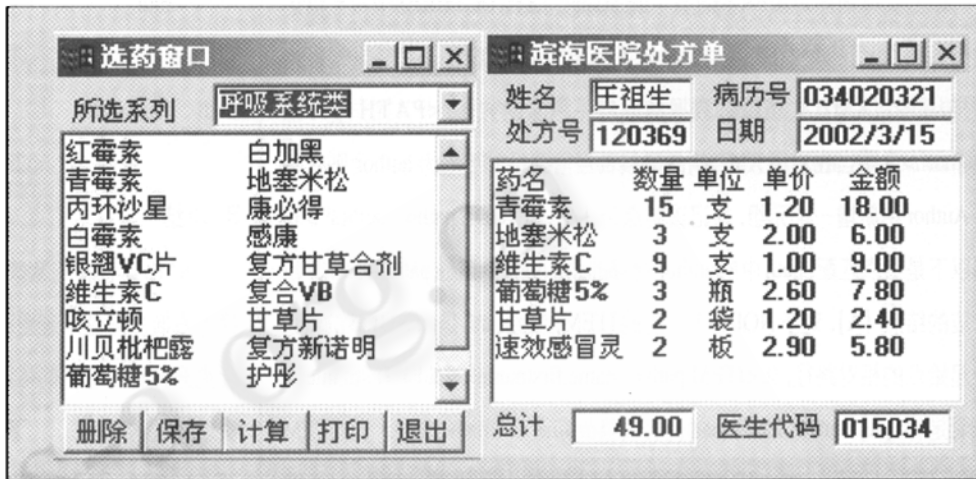 选药窗口
所选系列 呼吸系统类
红霉素 白加黑
青霉素 地塞米松
丙环沙星 康必得
白霉素 感康
银翘VC片 复方甘草合剂
维生素C 复合VB
咳立顿 甘草片
川贝枇杷露 复方新诺明
葡萄糖5% 护彤
删除 保存 计算 打印 退出
滨海医院处方单
姓名 王祖生 病历号 034020321
处方号 120369 日期 2002/3/15
药名 数量 单位 单价 金额
青霉素 15 支 1.20 18.00
地塞米松 3 支 2.00 6.00
维生素C 9 支 1.00 9.00
葡萄糖5% 3 瓶 2.60 7.80
甘草片 2 袋 1.20 2.40
速效感冒灵 2 板 2.90 5.80
总计 49.00 医生代码 015034